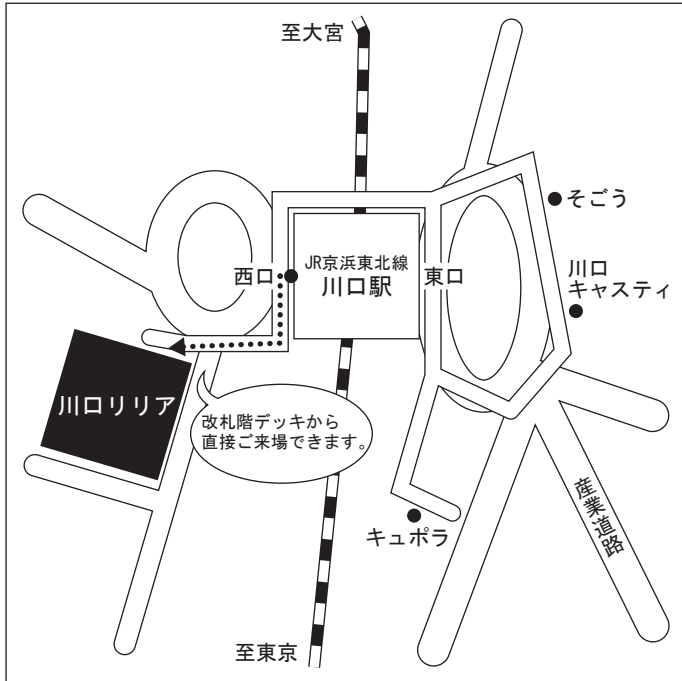 至大宮
そごう
JR京浜東北線
川口駅
西口
東口
川口
キャスティ
川口リリア
改札階デッキから
直接ご来場できます。
産業道路
キュポラ
至東京